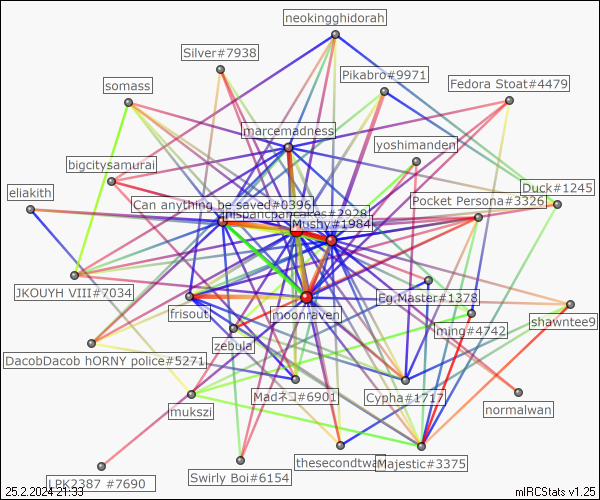 neokingghidorah
Silver#7938
Pikabro#9971
somass
Fedora Stoat#4479
marcemadness
yoshimanden
bigcitysamurai
eliakith
Duck#1245
Can anything be saved#0396
Pocket Persona#3326
Mushy#1984
JKOUYH VIII#7034
Eg.Master#1378
frisout
moonraven
shawntee9
ming#4742
zebula
DacobDacob hORNY police#5271
Madネコ#6901
Cypha#1717
mukszi
normalwan
thesecondtwan
Majestic#3375
Swirly Boi#6154
LPK2387 #7690
25.2.2024 21:33
mIRCStats v1.25